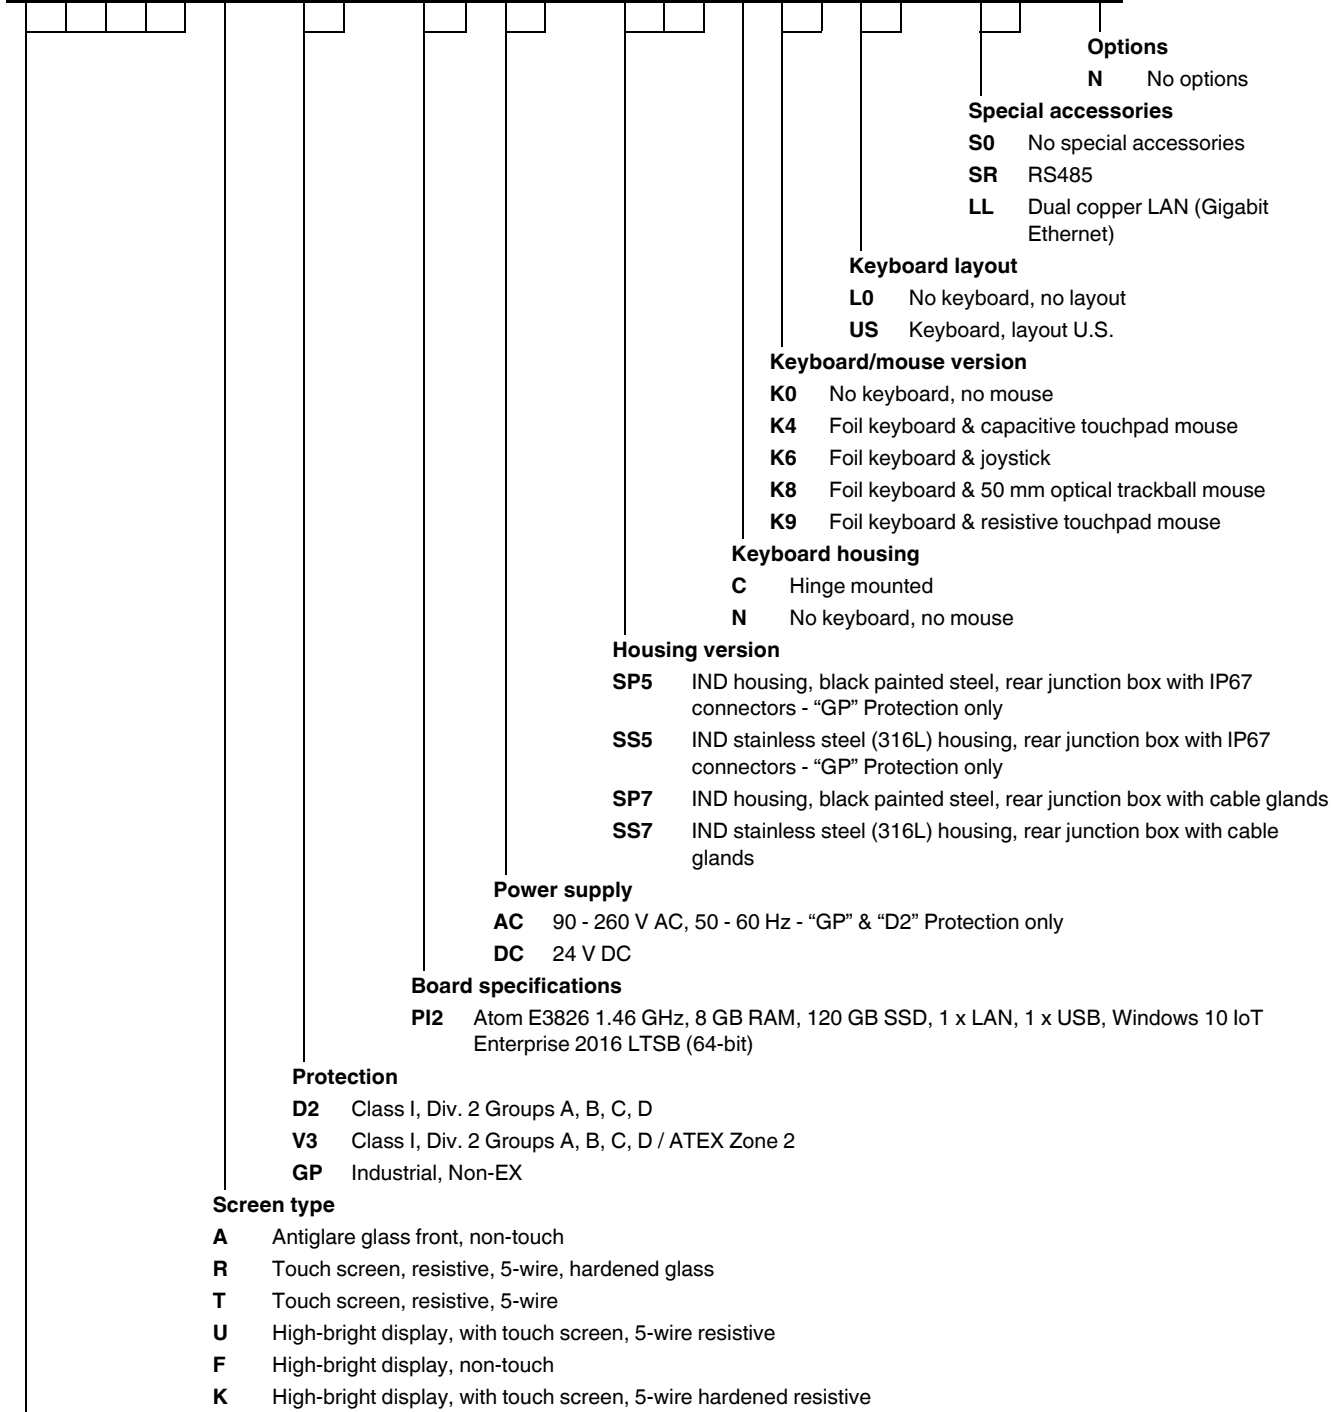 Options
N No options
Special accessories
S0 No special accessories
SR RS485
LL Dual copper LAN (Gigabit
Ethernet)
Keyboard layout
L0 No keyboard, no layout
US Keyboard, layout U.S.
Keyboard/mouse version
K0 No keyboard, no mouse
K4 Foil keyboard & capacitive touchpad mouse
K6 Foil keyboard & joystick
K8 Foil keyboard & 50 mm optical trackball mouse
K9 Foil keyboard & resistive touchpad mouse
Keyboard housing
C Hinge mounted
N No keyboard, no mouse
Housing version
SP5 IND housing, black painted steel, rear junction box with IP67
connectors - “GP” Protection only
SS5 IND stainless steel (316L) housing, rear junction box with IP67
connectors - “GP” Protection only
SP7 IND housing, black painted steel, rear junction box with cable glands
SS7 IND stainless steel (316L) housing, rear junction box with cable
glands
Power supply
AC 90 - 260 V AC, 50 - 60 Hz - “GP” & “D2” Protection only
DC 24 V DC
Board specifications
PI2 Atom E3826 1.46 GHz, 8 GB RAM, 120 GB SSD, 1 x LAN, 1 x USB, Windows 10 IoT
Enterprise 2016 LTSB (64-bit)
Protection
D2 Class I, Div. 2 Groups A, B, C, D
V3 Class I, Div. 2 Groups A, B, C, D / ATEX Zone 2
GP Industrial, Non-EX
Screen type
A Antiglare glass front, non-touch
R Touch screen, resistive, 5-wire, hardened glass
T Touch screen, resistive, 5-wire
U High-bright display, with touch screen, 5-wire resistive
F High-bright display, non-touch
K High-bright display, with touch screen, 5-wire hardened resistive